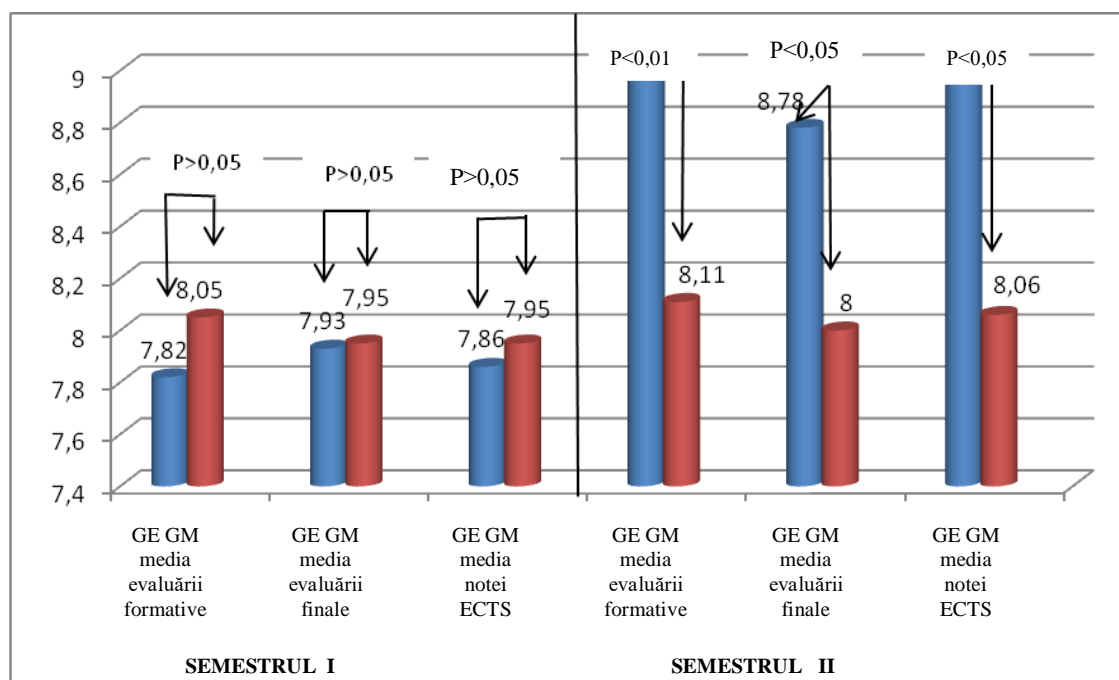 P<0,01
P<0,05
P<0,05
9
8,8
8,6
8,4
8,2
8
7,8
7,6
7,4
P>0,05
P>0,05
P>0,05
7,82
8,05
7,93
7,95
7,86
7,95
8,11
8,78
8
8,06
GE GM
media
evaluării
formative
GE GM
media
evaluării
finale
GE GM
media
notei
ECTS
GE GM
media
evaluării
formative
GE GM
media
evaluării
finale
GE GM
media
notei
ECTS
SEMESTRUL I
SEMESTRUL II